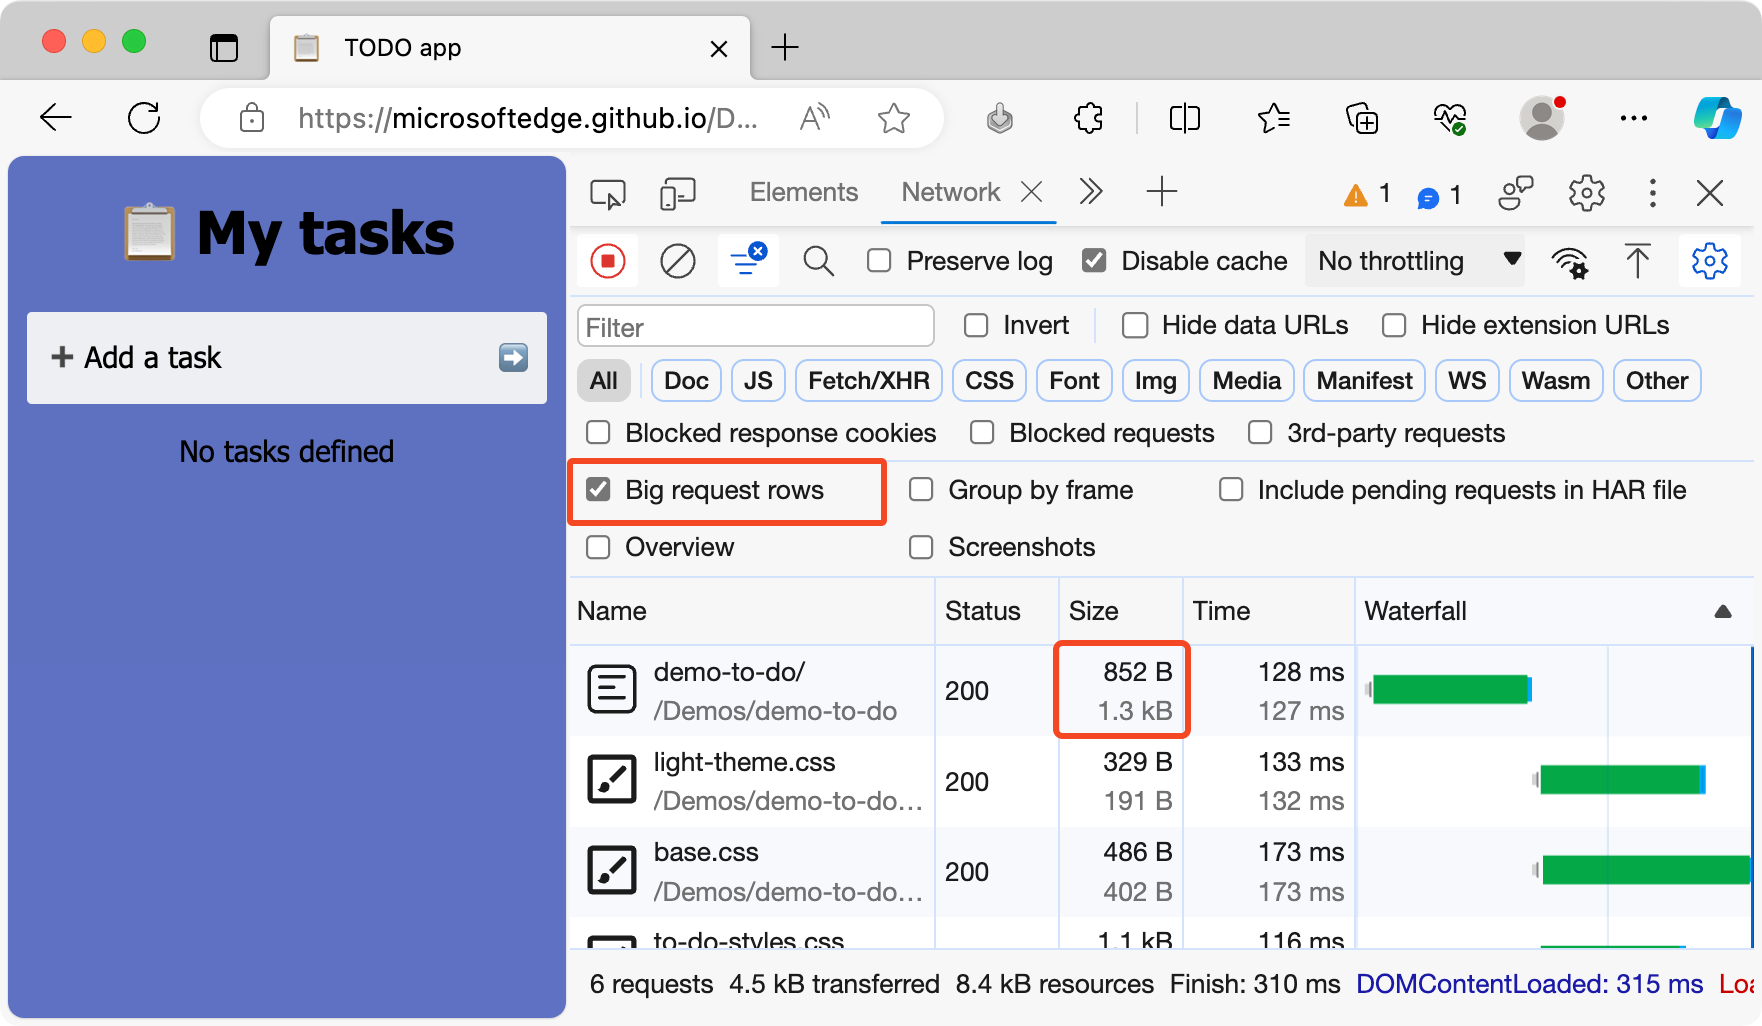 TODO app
https://microsoftedge.github.io/D...
My tasks
Add a task
No tasks defined
Elements Network 1 1
Preserve log Disable cache No throttling
Filter Invert Hide data URLs Hide extension URLs
All Doc JS Fetch/XHR CSS Font Img Media Manifest WS Wasm Other
Blocked response cookies Blocked requests 3rd-party requests
Big request rows Group by frame Include pending requests in HAR file
Overview Screenshots
Name Status Size Time Waterfall
demo-to-do/ 852 B 128 ms
200
/Demos/demo-to-do 1.3 kB 127 ms
light-theme.css 329 B 133 ms
200
/Demos/demo-to-do... 191 B 132 ms
base.css 486 B 173 ms
200
/Demos/demo-to-do... 402 B 173 ms
to-do-styles.css 1.1 kB 116 ms
6 requests 4.5 kB transferred 8.4 kB resources Finish: 310 ms DOMContentLoaded: 315 ms Loa